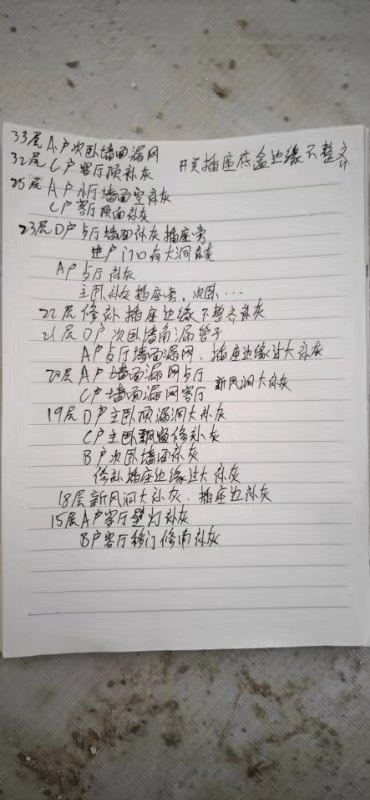 33层A户次卧墙面漏网
32层C户客厅顶补灰 开关插座底盒边缘不整齐
25层A户小厅墙面空补灰
C户客厅顶面补灰
23层D户与厅墙面补灰插座旁
进户门口有大洞补灰
A户与厅补灰
主卧补灰插座旁、次卧…
22层修补插座边缘不整齐补灰
21层D户次卧墙角漏管子
A户与厅墙面漏网、插座边缘过大补灰
20层A户墙面漏网与厅 新风洞大补灰
C户墙面漏网客厅
19层D户主卧顶漏洞大补灰
C户主卧飘窗修补灰
B户次卧墙面补灰
修补插座边缘过大补灰
18层新风洞大补灰、插座边补灰
15层A户客厅壁灯补灰
B户客厅移门修角补灰